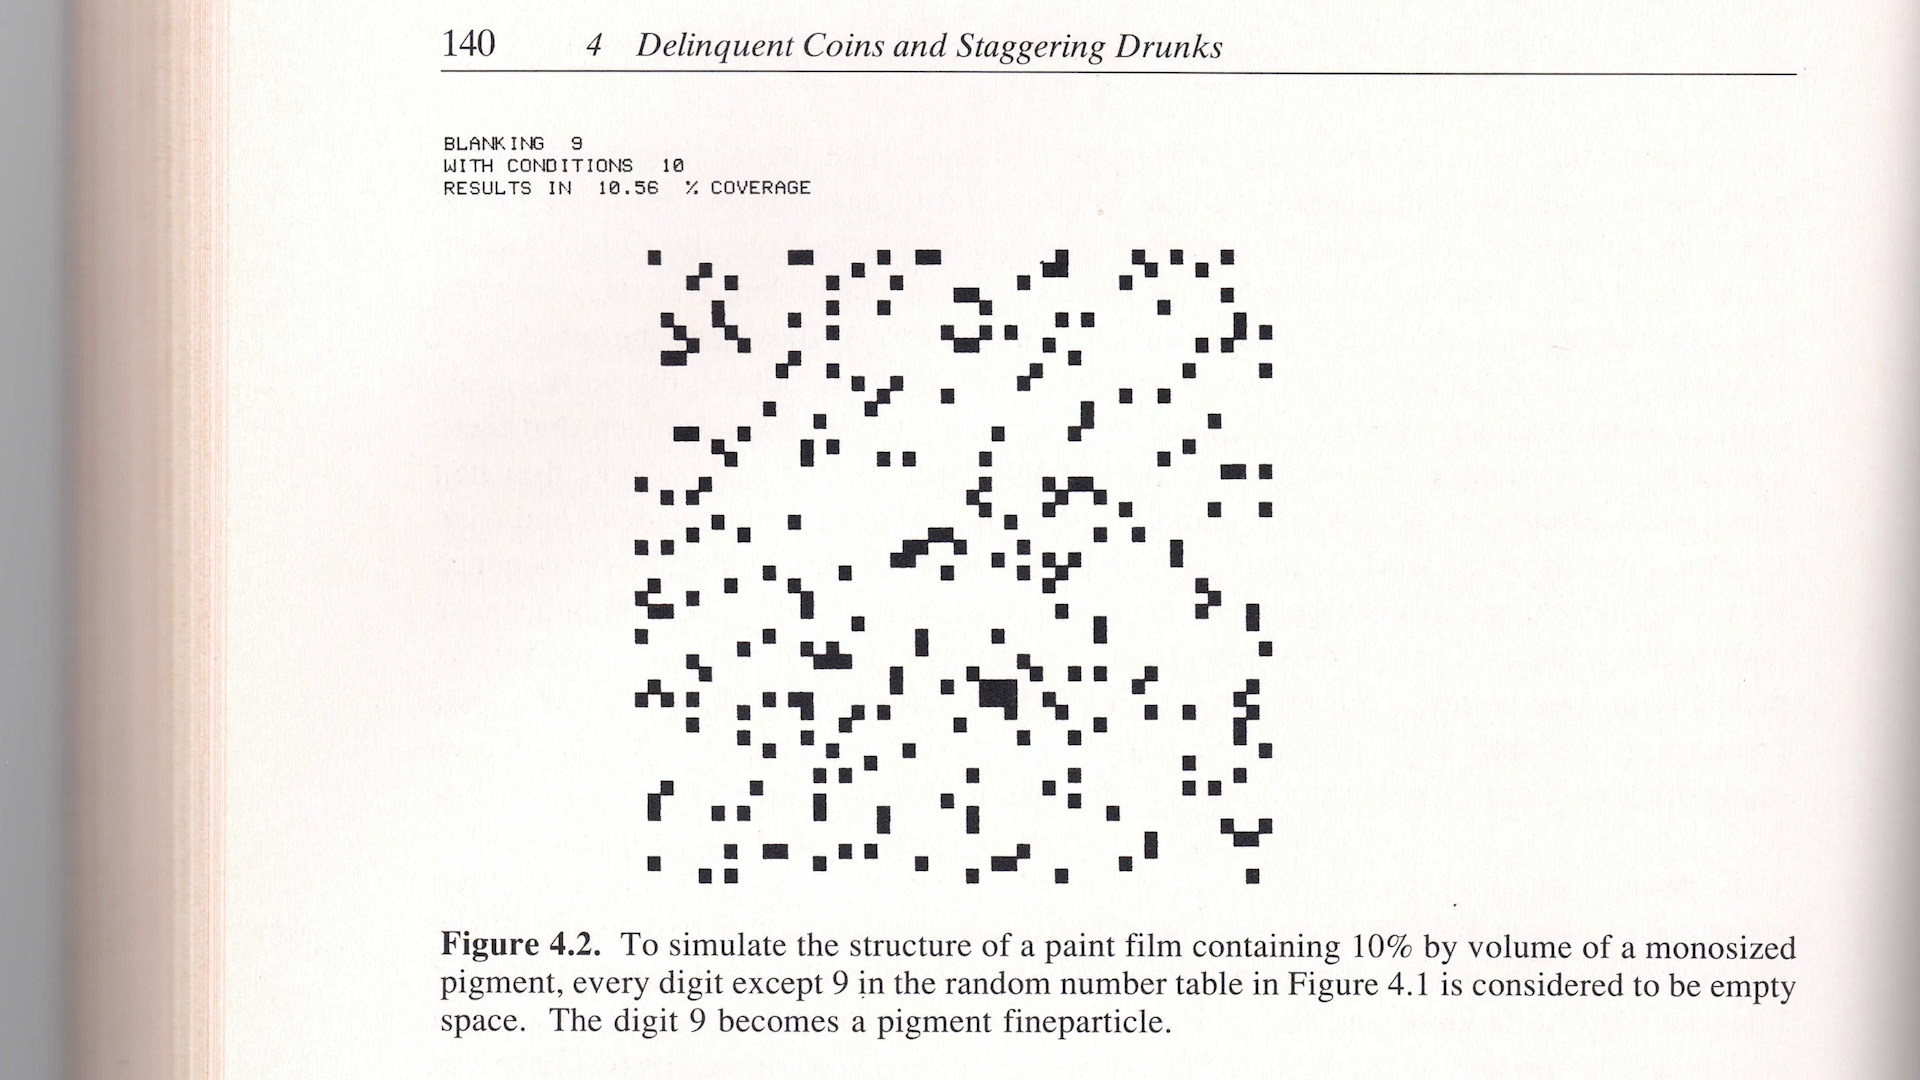 140 4 Delinquent Coins and Staggering Drunks
BLANKING 9
WITH CONDITIONS 10
RESULTS IN 10.56 % COVERAGE
Figure 4.2. To simulate the structure of a paint film containing 10% by volume of a monosized
pigment, every digit except 9 in the random number table in Figure 4.1 is considered to be empty
space. The digit 9 becomes a pigment fineparticle.